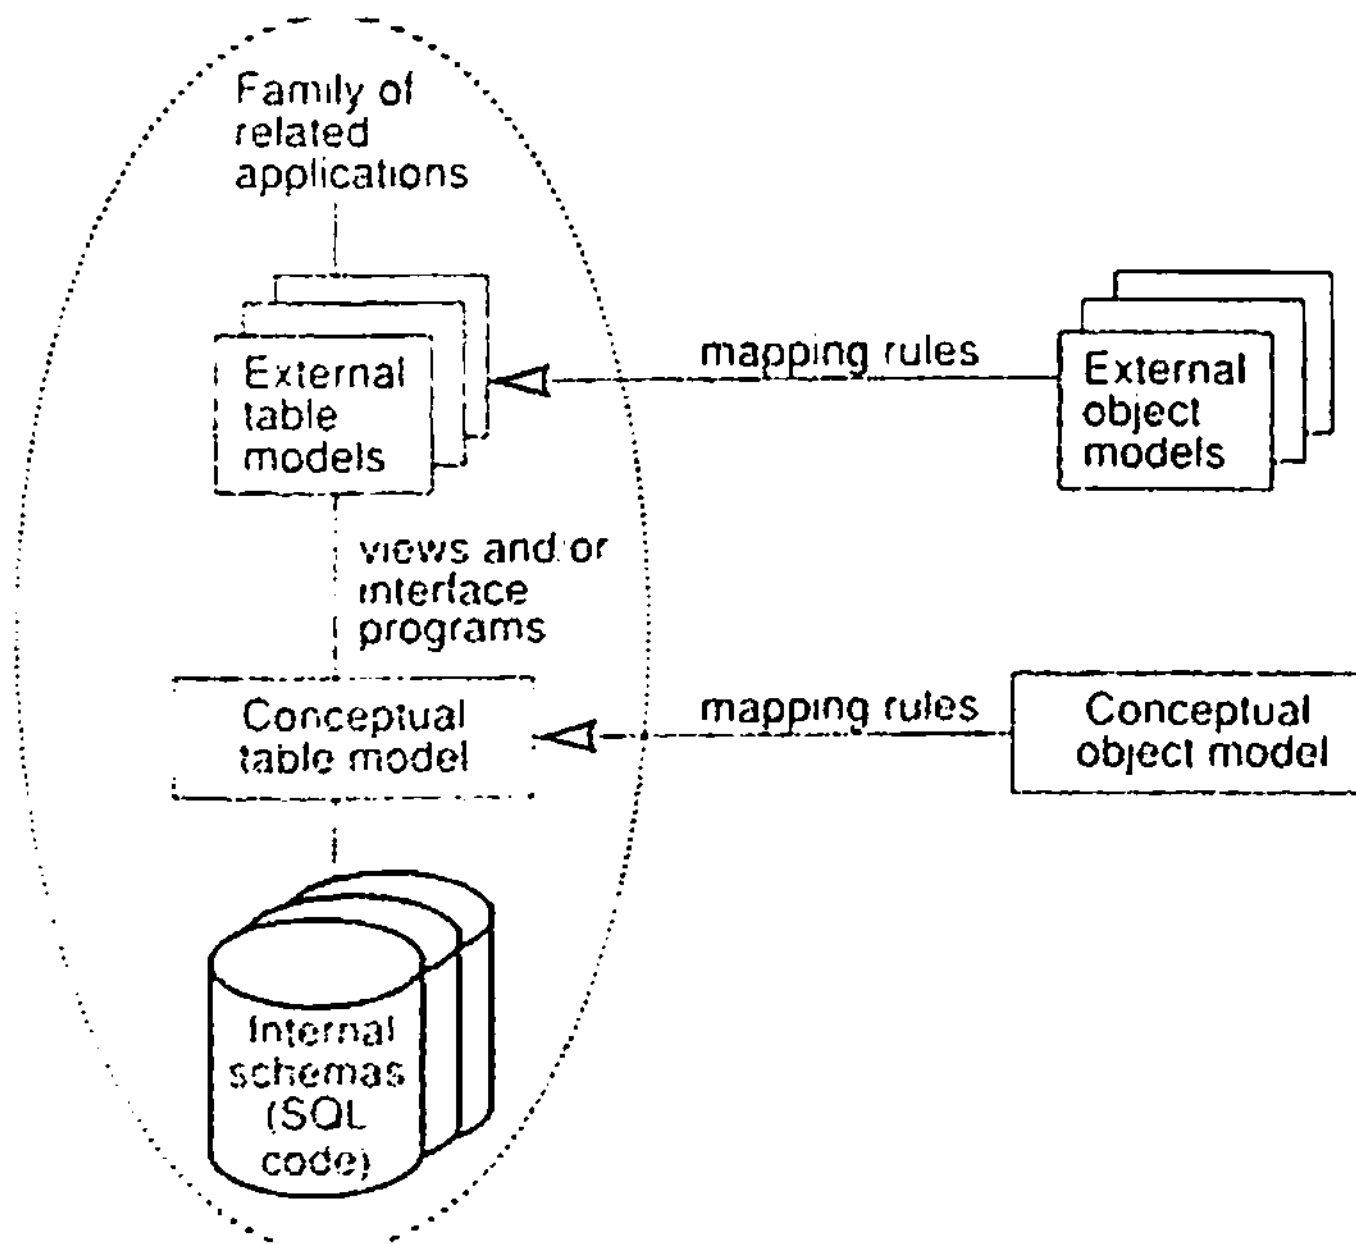 Family of
related
applications
External
table
models
mapping rules
External
object
models
views and/or
interface
programs
Conceptual
table model
mapping rules
Conceptual
object model
Internal
schemas
(SQL
code)